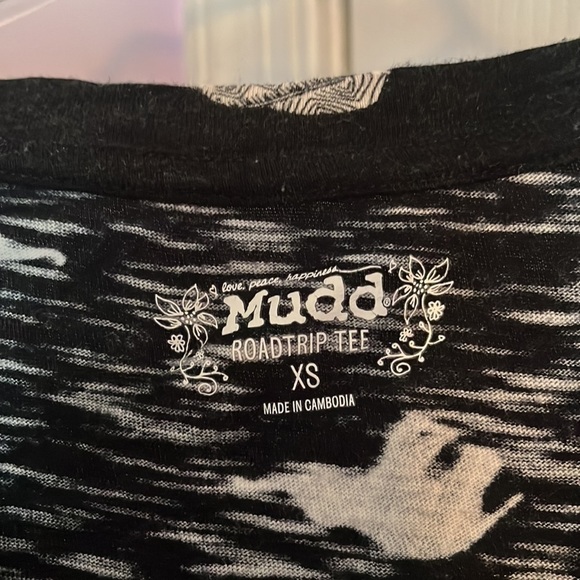 love, peace, happiness
Mudd®
ROADTRIP TEE
XS
MADE IN CAMBODIA